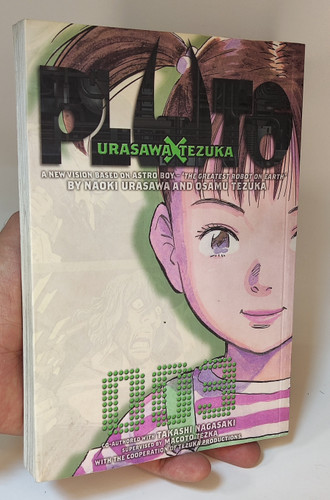 PLUTO
URASAWA X TEZUKA
A NEW VISION BASED ON ASTRO BOY - "THE GREATEST ROBOT ON EARTH"
BY NAOKI URASAWA AND OSAMU TEZUKA
003
CO-AUTHORED WITH TAKASHI NAGASAKI
SUPERVISED BY MACOTO TEZKA
WITH THE COOPERATION OF TEZUKA PRODUCTIONS